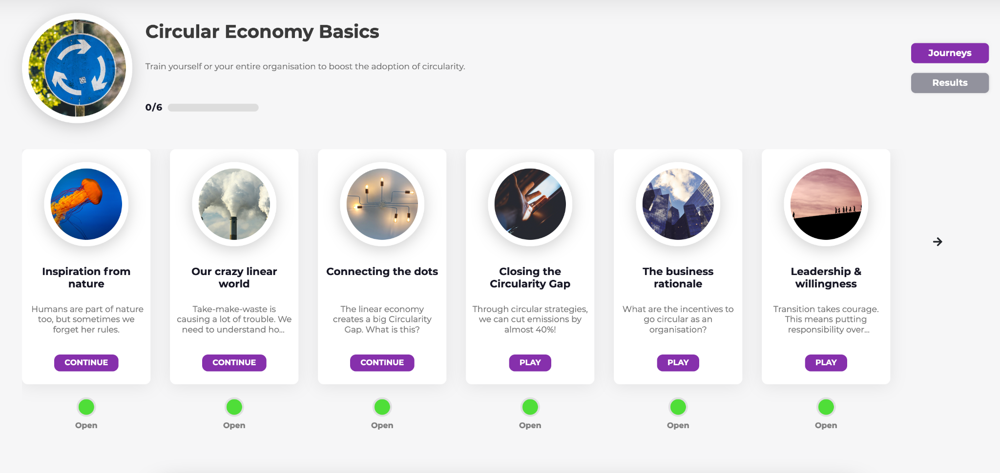 Circular Economy Basics
Train yourself or your entire organisation to boost the adoption of circularity.
0/6
Journeys
Results
Inspiration from
nature
Humans are part of nature
too, but sometimes we
forget her rules.
CONTINUE
Open
Our crazy linear
world
Take-make-waste is
causing a lot of trouble. We
need to understand ho...
CONTINUE
Open
Connecting the dots
The linear economy
creates a big Circularity
Gap. What is this?
CONTINUE
Open
Closing the
Circularity Gap
Through circular strategies,
we can cut emissions by
almost 40%!
PLAY
Open
The business
rationale
What are the incentives to
go circular as an
organisation?
PLAY
Open
Leadership &
willingness
Transition takes courage.
This means putting
responsibility over...
PLAY
Open